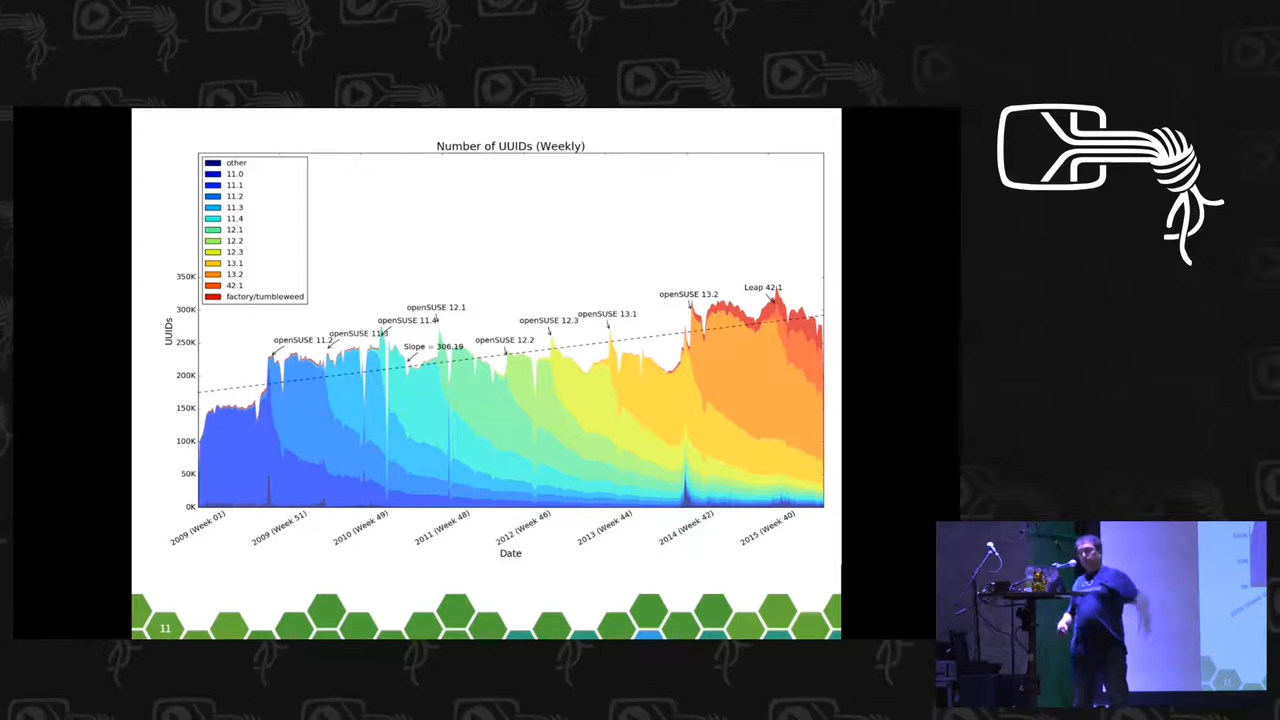 Number of UUIDs (Weekly)
other
11.0
11.1
11.2
11.3
11.4
12.1
12.2
12.3
13.1
13.2
42.1
factory/tumbleweed
350K
300K
250K
200K
150K
100K
50K
0K
UUIDs
openSUSE 11.2
openSUSE 11.3
openSUSE 11.4
openSUSE 12.1
Slope = 306.19
openSUSE 12.2
openSUSE 12.3
openSUSE 13.1
openSUSE 13.2
Leap 42.1
2009 (Week 01)
2009 (Week 51)
2010 (Week 49)
2011 (Week 48)
2012 (Week 46)
2013 (Week 44)
2014 (Week 42)
2015 (Week 40)
Date
11
100K
50K
0K
11